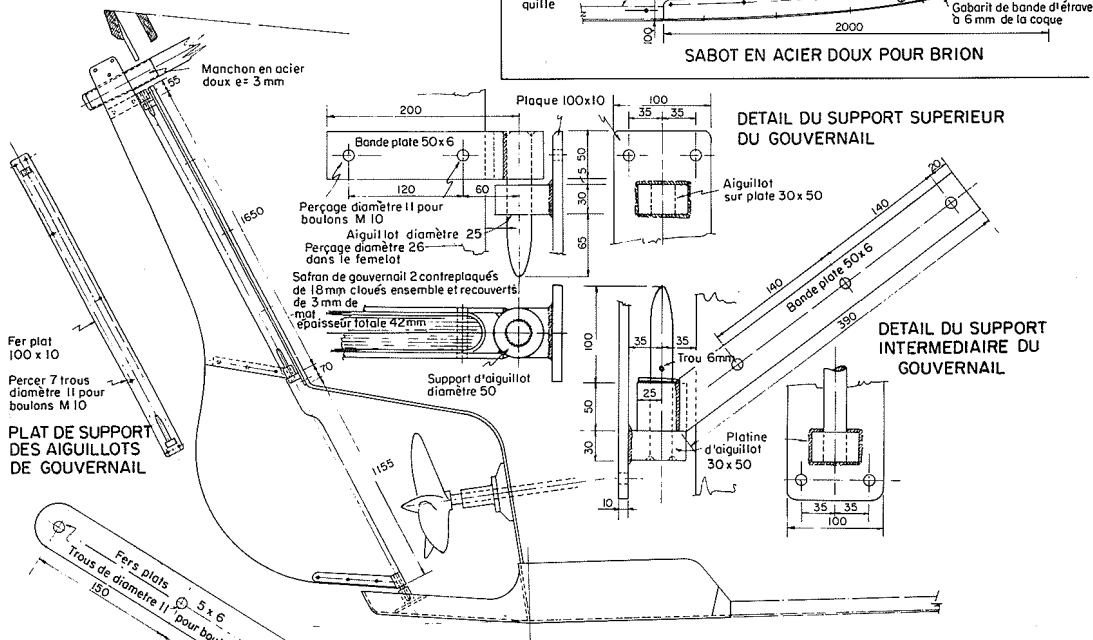 quille
100
2000
Gabarit de bande d'étrave
à 6 mm de la coque
SABOT EN ACIER DOUX POUR BRION
Manchon en acier
doux e= 3 mm
55
1650
70
1155
Fer plat
100 x 10
Percer 7 trous
diamètre 11 pour
boulons M 10
PLAT DE SUPPORT
DES AIGUILLOTS
DE GOUVERNAIL
Fers plats
5 x 6
Trous de diametre 11
pour
150
200
Plaque 100x10
100
35
35
DETAIL DU SUPPORT SUPERIEUR
DU GOUVERNAIL
Bande plate 50x6
120
60
50
5
30
65
Perçage diamètre 11 pour
boulons M 10
Aiguillot diamètre 25
Perçage diamètre 26
dans le femelot
Aiguillot
sur plate 30x50
Safran de gouvernail 2 contreplaqués
de 18mm cloués ensemble et recouverts
de 3 mm de
mat
épaisseur totale 42mm
Support d'aiguillot
diamètre 50
20
140
140
Bande plate 50x6
390
DETAIL DU SUPPORT
INTERMEDIAIRE DU
GOUVERNAIL
100
35
35
Trou 6mm
25
50
30
Platine
d'aiguillot
30x50
10
35
35
100